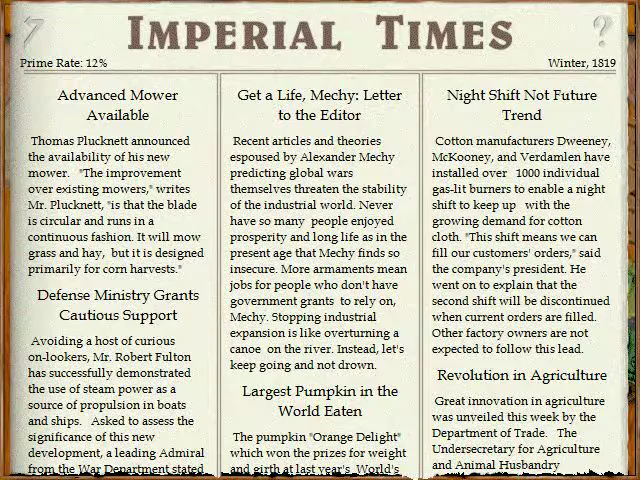 IMPERIAL TIMES
Prime Rate: 12%
Winter, 1819
Advanced Mower
Available
Thomas Plucknett announced
the availability of his new
mower. "The improvement
over existing mowers," writes
Mr. Plucknett, "is that the blade
is circular and runs in a
continuous fashion. It will mow
grass and hay, but it is designed
primarily for corn harvests."
Defense Ministry Grants
Cautious Support
Avoiding a host of curious
on-lookers, Mr. Robert Fulton
has successfully demonstrated
the use of steam power as a
source of propulsion in boats
and ships. Asked to assess the
significance of this new
development, a leading Admiral
from the War Department stated
Get a Life, Mechy: Letter
to the Editor
Recent articles and theories
espoused by Alexander Mechy
predicting global wars
themselves threaten the stability
of the industrial world. Never
have so many people enjoyed
prosperity and long life as in the
present age that Mechy finds so
insecure. More armaments mean
jobs for people who don't have
government grants to rely on,
Mechy. Stopping industrial
expansion is like overturning a
canoe on the river. Instead, let's
keep going and not drown.
Largest Pumpkin in the
World Eaten
The pumpkin "Orange Delight"
which won the prizes for weight
and girth at last year's World's
Night Shift Not Future
Trend
Cotton manufacturers Dweeney,
McKooney, and Verdamlen have
installed over 1000 individual
gas-lit burners to enable a night
shift to keep up with the
growing demand for cotton
cloth. "This shift means we can
fill our customers' orders," said
the company's president. He
went on to explain that the
second shift will be discontinued
when current orders are filled.
Other factory owners are not
expected to follow this lead.
Revolution in Agriculture
Great innovation in agriculture
was unveiled this week by the
Department of Trade. The
Undersecretary for Agriculture
and Animal Husbandry